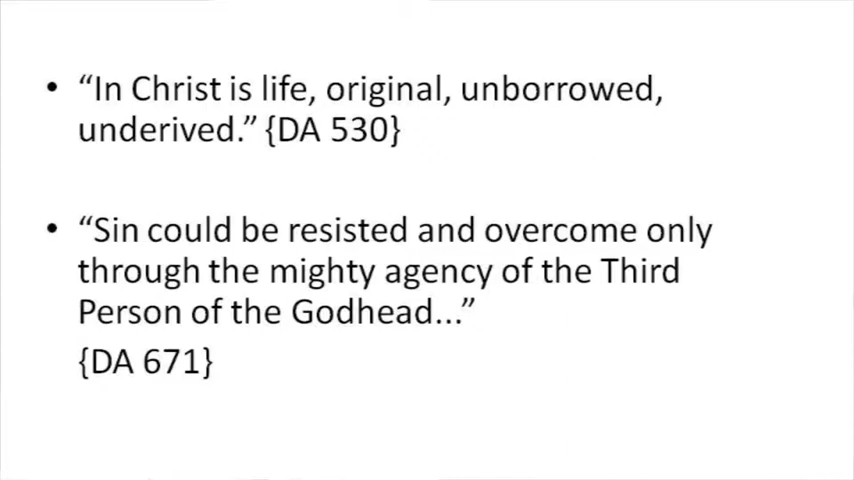 • “In Christ is life, original, unborrowed,
underived.” {DA 530}
• “Sin could be resisted and overcome only
through the mighty agency of the Third
Person of the Godhead...”
{DA 671}